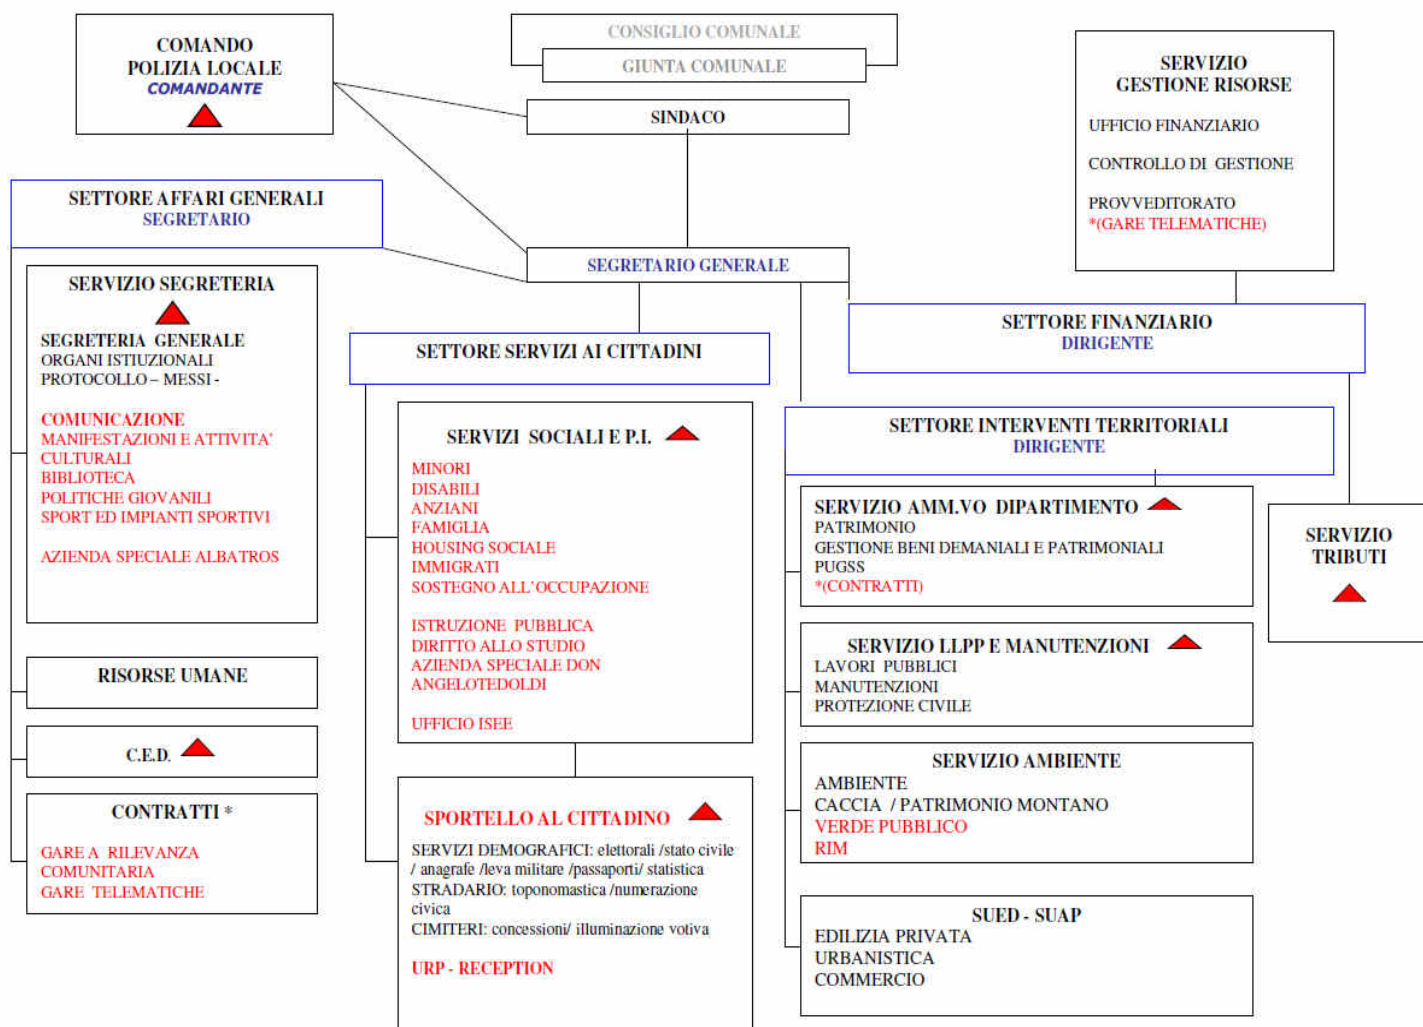 COMANDO
POLIZIA LOCALE
COMANDANTE
CONSIGLIO COMUNALE
GIUNTA COMUNALE
SINDACO
SERVIZIO
GESTIONE RISORSE
UFFICIO FINANZIARIO
CONTROLLO DI GESTIONE
PROVVEDITORATO
*(GARE TELEMATICHE)
SETTORE AFFARI GENERALI
SEGRETARIO
SEGRETARIO GENERALE
SERVIZIO SEGRETERIA
SEGRETERIA GENERALE
ORGANI ISTIUZIONALI
PROTOCOLLO – MESSI -
COMUNICAZIONE
MANIFESTAZIONI E ATTIVITA'
CULTURALI
BIBLIOTECA
POLITICHE GIOVANILI
SPORT ED IMPIANTI SPORTIVI
AZIENDA SPECIALE ALBATROS
RISORSE UMANE
C.E.D.
CONTRATTI *
GARE A RILEVANZA
COMUNITARIA
GARE TELEMATICHE
SETTORE SERVIZI AI CITTADINI
SERVIZI SOCIALI E P.I.
MINORI
DISABILI
ANZIANI
FAMIGLIA
HOUSING SOCIALE
IMMIGRATI
SOSTEGNO ALL'OCCUPAZIONE
ISTRUZIONE PUBBLICA
DIRITTO ALLO STUDIO
AZIENDA SPECIALE DON
ANGELOTEDOLDI
UFFICIO ISEE
SPORTELLO AL CITTADINO
SERVIZI DEMOGRAFICI: elettorali /stato civile
/ anagrafe /leva militare /passaporti/ statistica
STRADARIO: toponomastica /numerazione
civica
CIMITERI: concessioni/ illuminazione votiva
URP - RECEPTION
SETTORE FINANZIARIO
DIRIGENTE
SETTORE INTERVENTI TERRITORIALI
DIRIGENTE
SERVIZIO AMM.VO DIPARTIMENTO
PATRIMONIO
GESTIONE BENI DEMANIALI E PATRIMONIALI
PUGSS
*(CONTRATTI)
SERVIZIO LLPP E MANUTENZIONI
LAVORI PUBBLICI
MANUTENZIONI
PROTEZIONE CIVILE
SERVIZIO AMBIENTE
AMBIENTE
CACCIA / PATRIMONIO MONTANO
VERDE PUBBLICO
RIM
SUED - SUAP
EDILIZIA PRIVATA
URBANISTICA
COMMERCIO
SERVIZIO
TRIBUTI